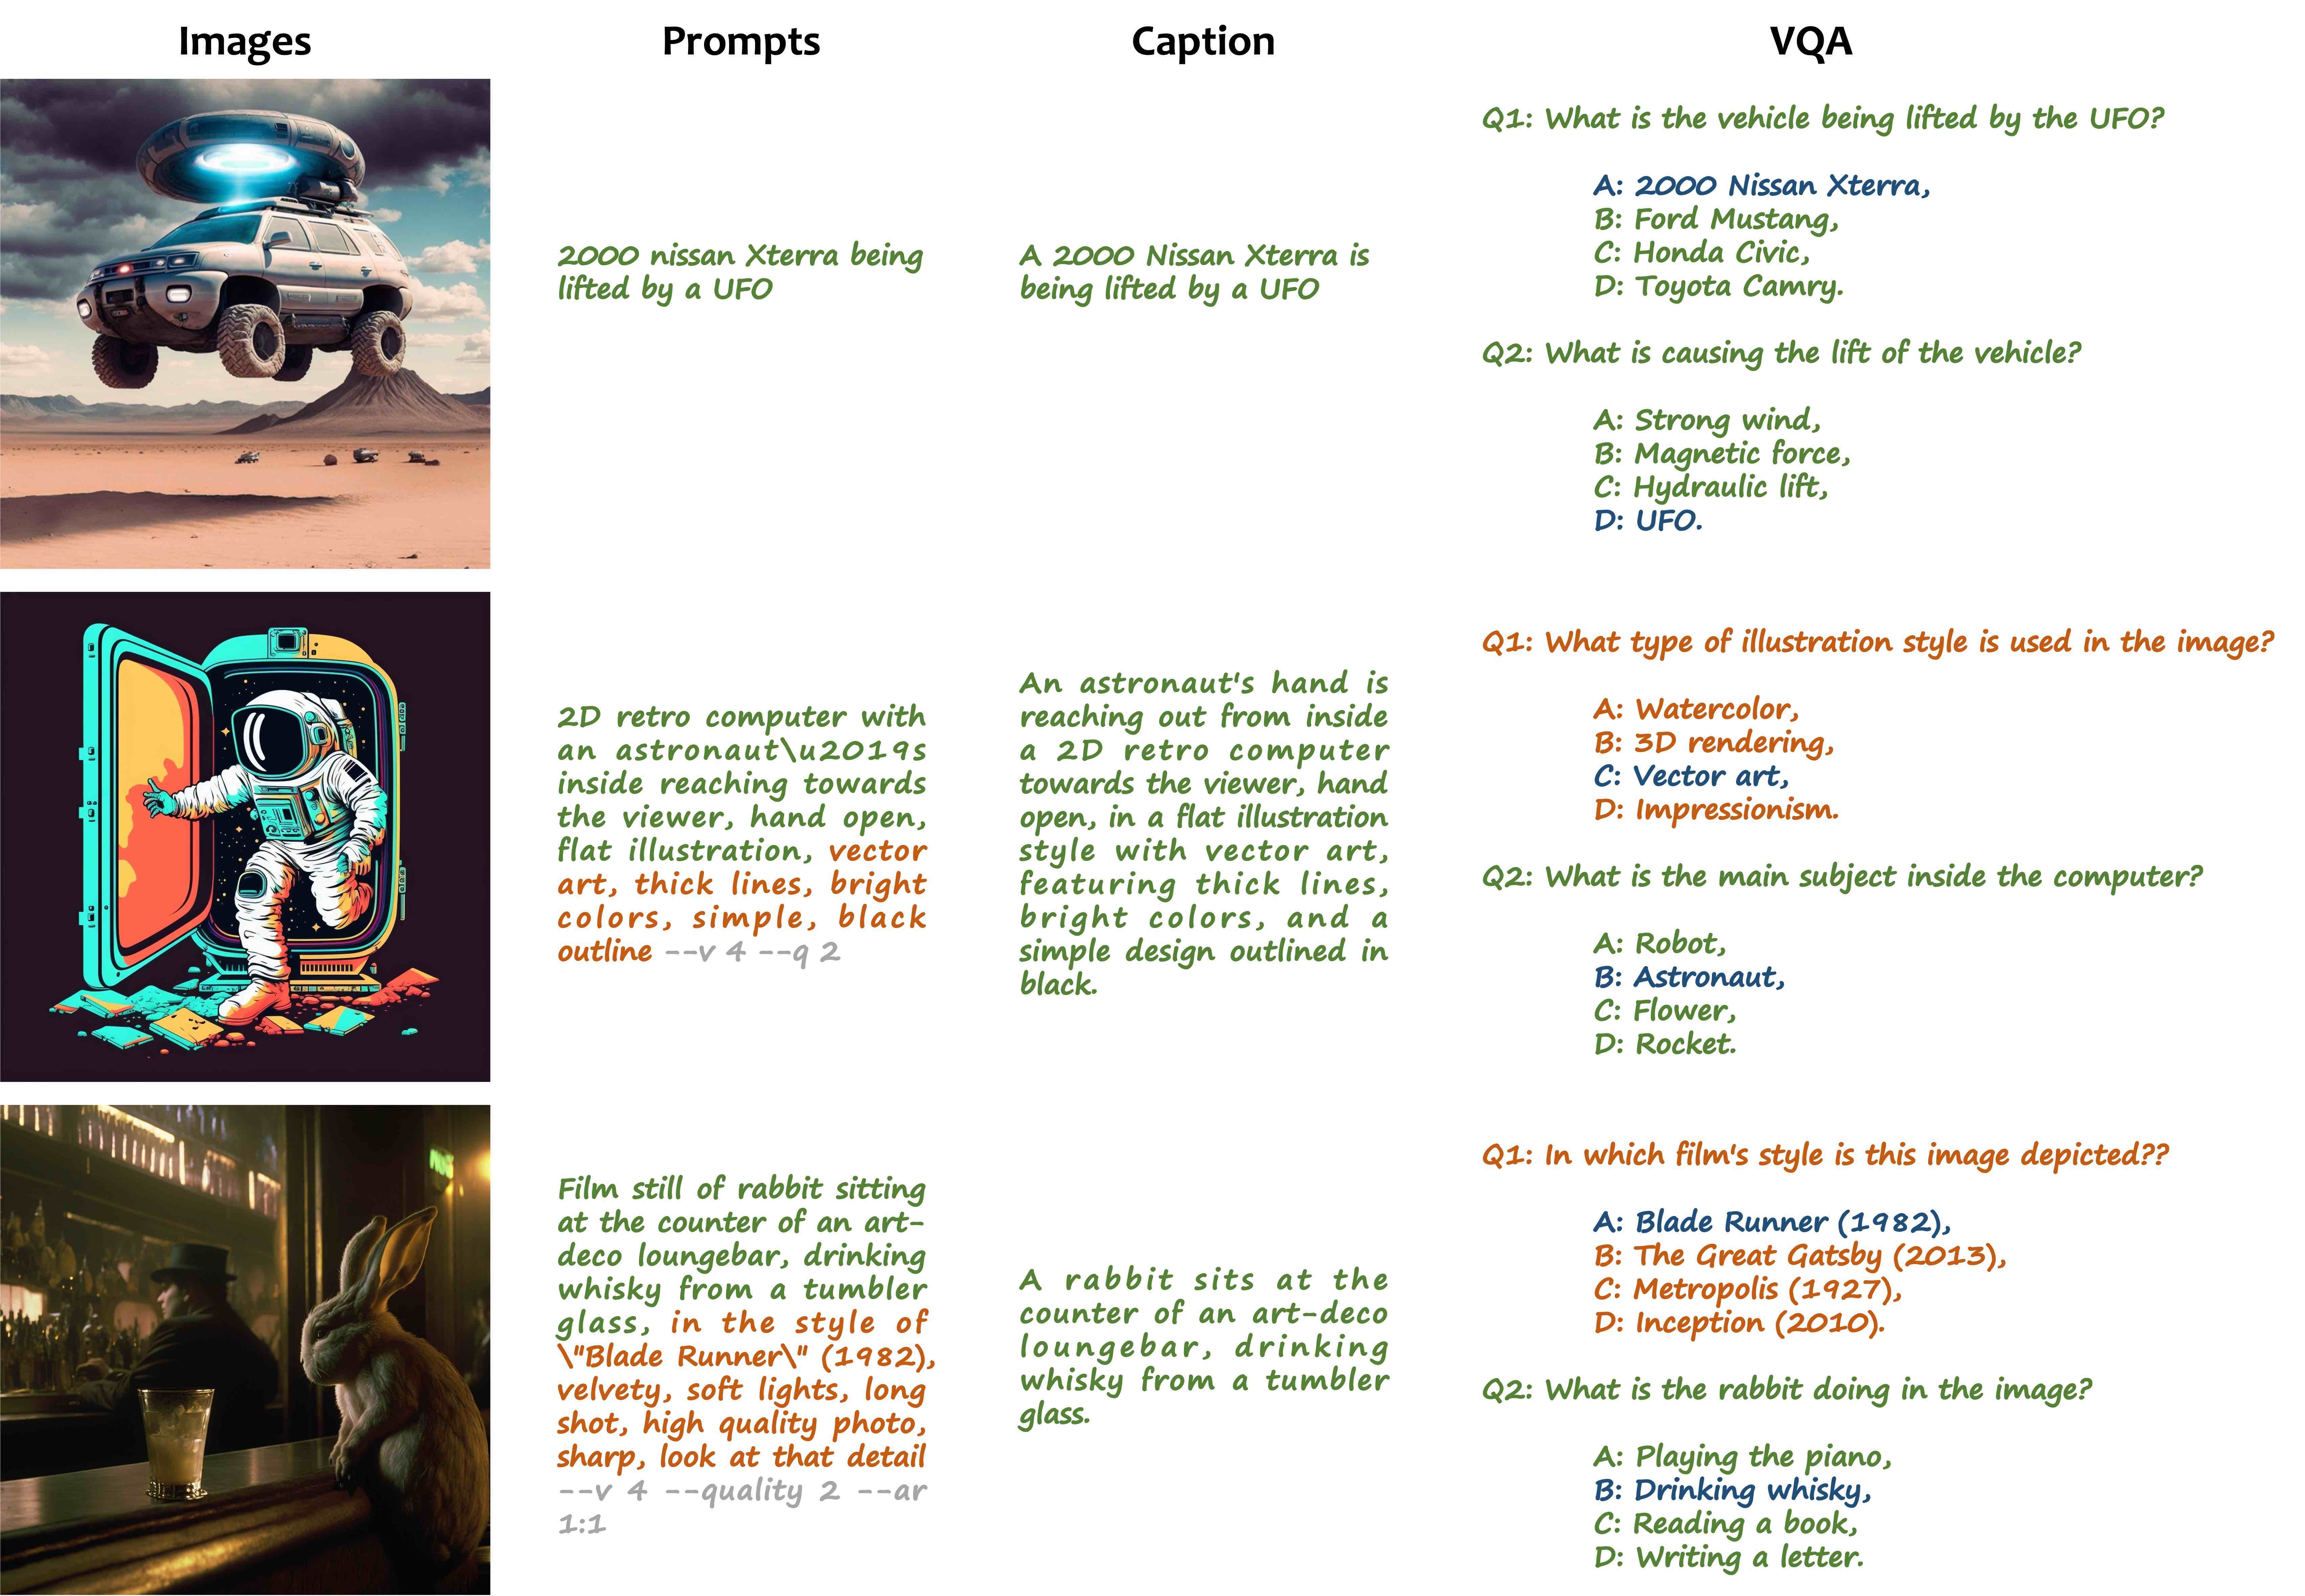 Images
Prompts
Caption
VQA
2000 nissan Xterra being
lifted by a UFO
A 2000 Nissan Xterra is
being lifted by a UFO
Q1: What is the vehicle being lifted by the UFO?
A: 2000 Nissan Xterra,
B: Ford Mustang,
C: Honda Civic,
D: Toyota Camry.
Q2: What is causing the lift of the vehicle?
A: Strong wind,
B: Magnetic force,
C: Hydraulic lift,
D: UFO.
2D retro computer with
an astronaut\u2019s
inside reaching towards
the viewer, hand open,
flat illustration, vector
art, thick lines, bright
colors, simple, black
outline --v 4 --q 2
An astronaut's hand is
reaching out from inside
a 2D retro computer
towards the viewer, hand
open, in a flat illustration
style with vector art,
featuring thick lines,
bright colors, and a
simple design outlined in
black.
Q1: What type of illustration style is used in the image?
A: Watercolor,
B: 3D rendering,
C: Vector art,
D: Impressionism.
Q2: What is the main subject inside the computer?
A: Robot,
B: Astronaut,
C: Flower,
D: Rocket.
Film still of rabbit sitting
at the counter of an art-
deco loungebar, drinking
whisky from a tumbler
glass, in the style of
\"Blade Runner\" (1982),
velvety, soft lights, long
shot, high quality photo,
sharp, look at that detail
--v 4 --quality 2 --ar
1:1
A rabbit sits at the
counter of an art-deco
loungebar, drinking
whisky from a tumbler
glass.
Q1: In which film's style is this image depicted??
A: Blade Runner (1982),
B: The Great Gatsby (2013),
C: Metropolis (1927),
D: Inception (2010).
Q2: What is the rabbit doing in the image?
A: Playing the piano,
B: Drinking whisky,
C: Reading a book,
D: Writing a letter.